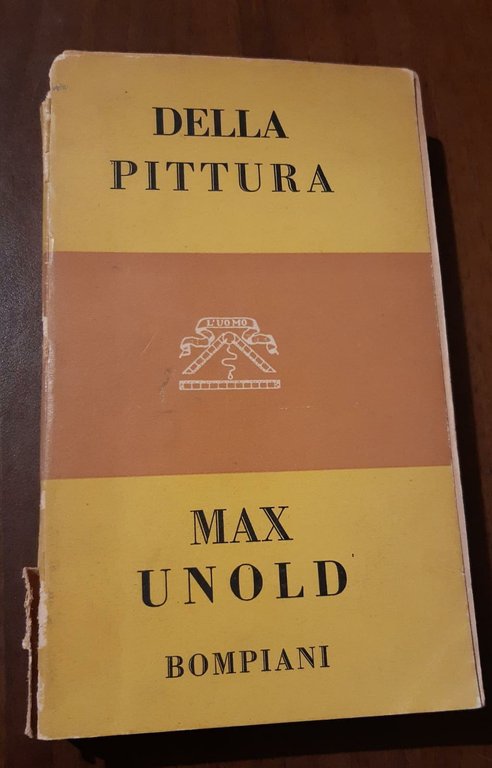 DELLA
PITTURA
L'UOMO
MAX
UNOLD
BOMPIANI